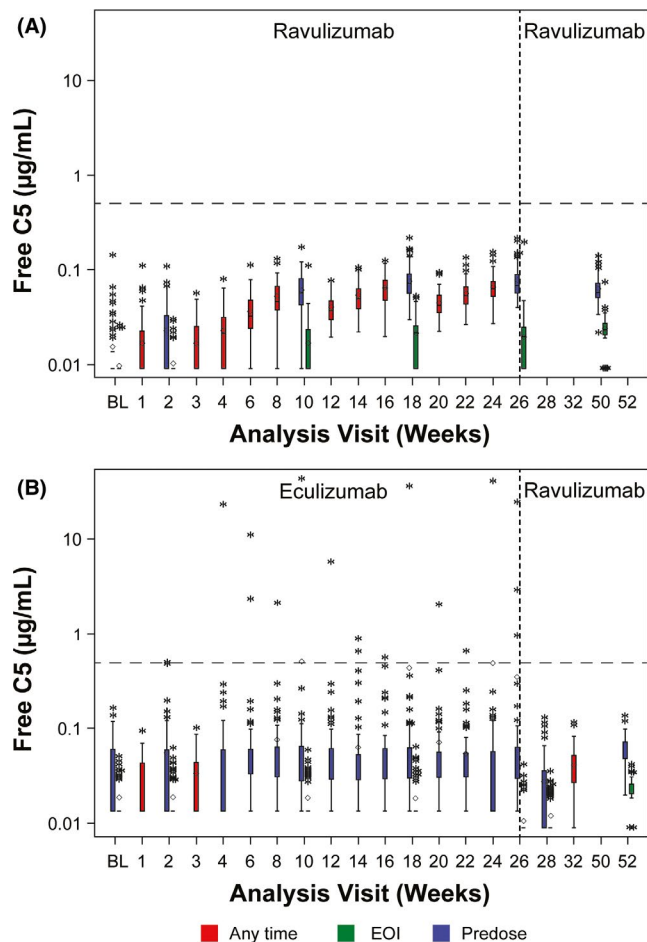 (A)
Ravulizumab
Ravulizumab
Free C5 (µg/mL)
10
1
0.1
0.01
BL 1 2 3 4 6 8 10 12 14 16 18 20 22 24 26 28 32 50 52
Analysis Visit (Weeks)
(B)
Eculizumab
Ravulizumab
Free C5 (µg/mL)
10
1
0.1
0.01
BL 1 2 3 4 6 8 10 12 14 16 18 20 22 24 26 28 32 50 52
Analysis Visit (Weeks)
Any time EOI Predose